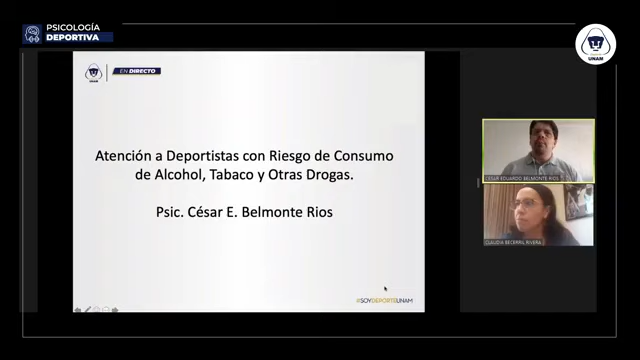 PSICOLOGÍA
DEPORTIVA
UNAM
UNAM
EN DIRECTO
Atención a Deportistas con Riesgo de Consumo
de Alcohol, Tabaco y Otras Drogas.
Psic. César E. Belmonte Rios
CESAR EDUARDO BELMONTE RIOS
CLAUDIA BECERRIL RIVERA
#SOYDEPORTEUNAM